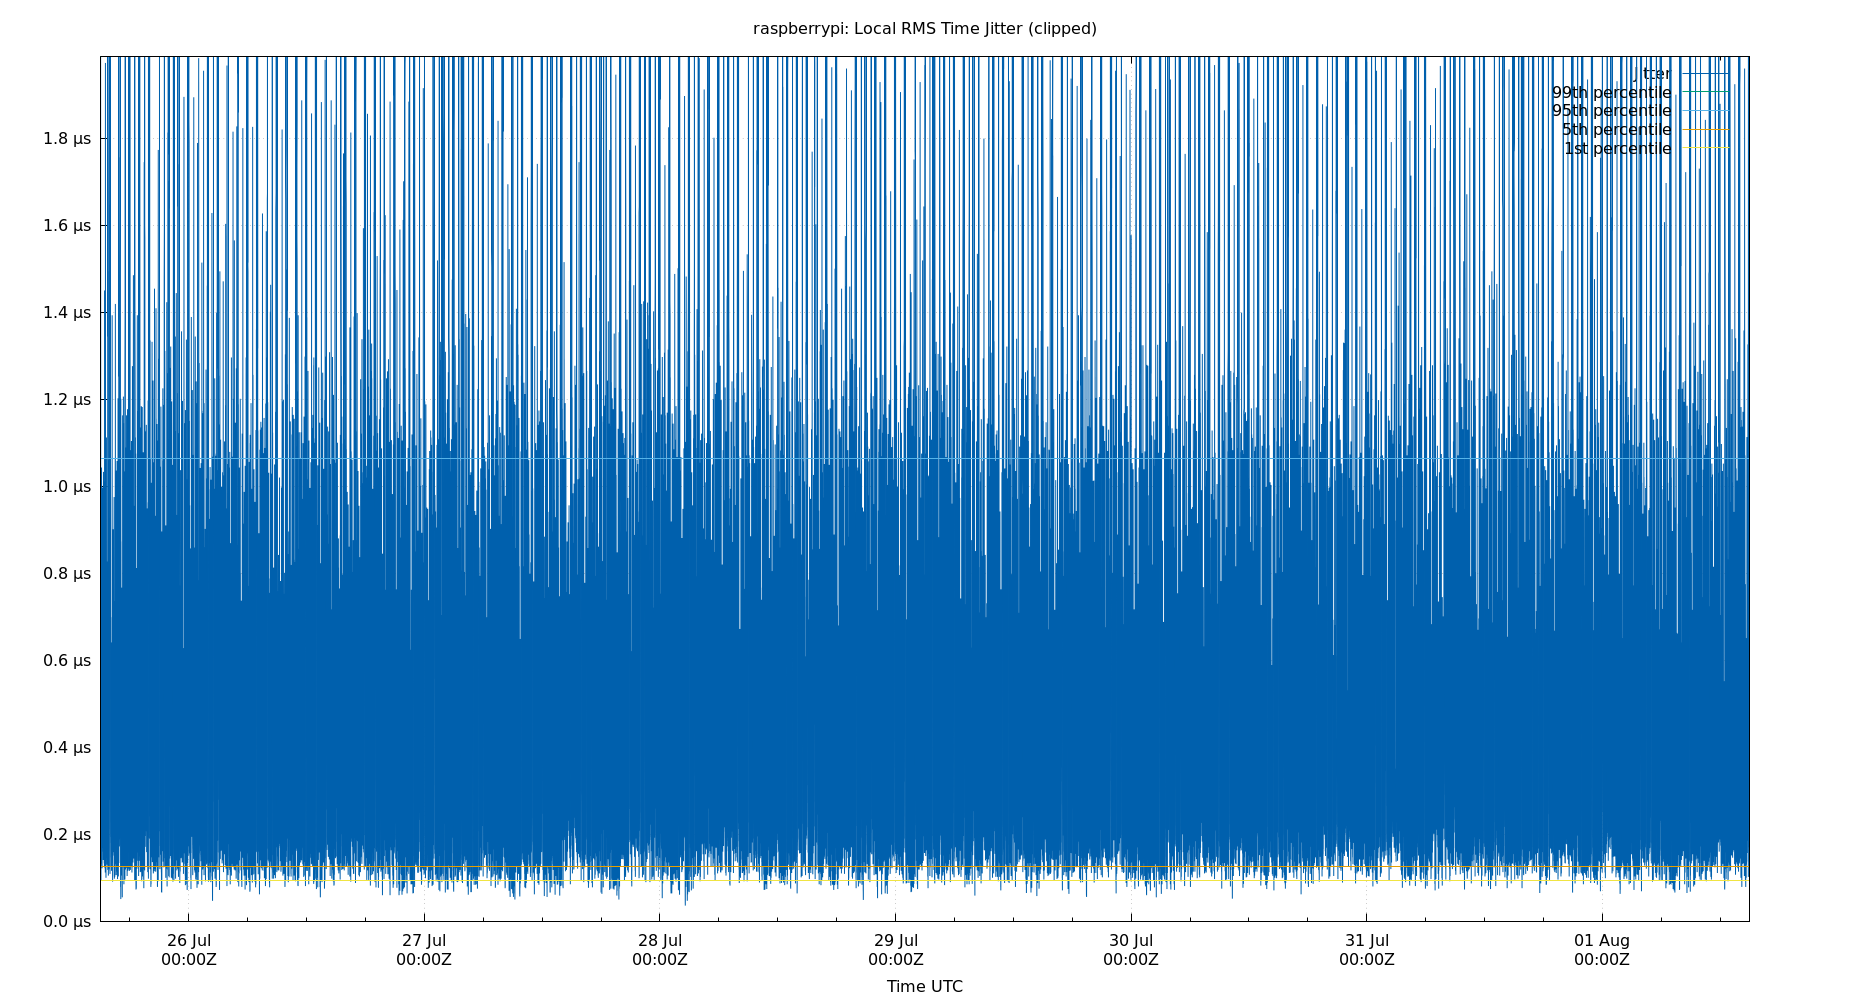 raspberrypi: Local RMS Time Jitter (clipped)
jitter
99th percentile
95th percentile
5th percentile
1st percentile
1.8 μs
1.6 μs
1.4 μs
1.2 μs
1.0 μs
0.8 μs
0.6 μs
0.4 μs
0.2 μs
0.0 μs
26 Jul 27 Jul 28 Jul 29 Jul 30 Jul 31 Jul 01 Aug
00:00Z 00:00Z 00:00Z 00:00Z 00:00Z 00:00Z 00:00Z
Time UTC